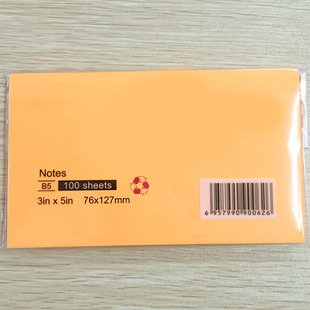 Notes
B5 100 sheets
3in x 5in 76x127mm
6 957990 900626